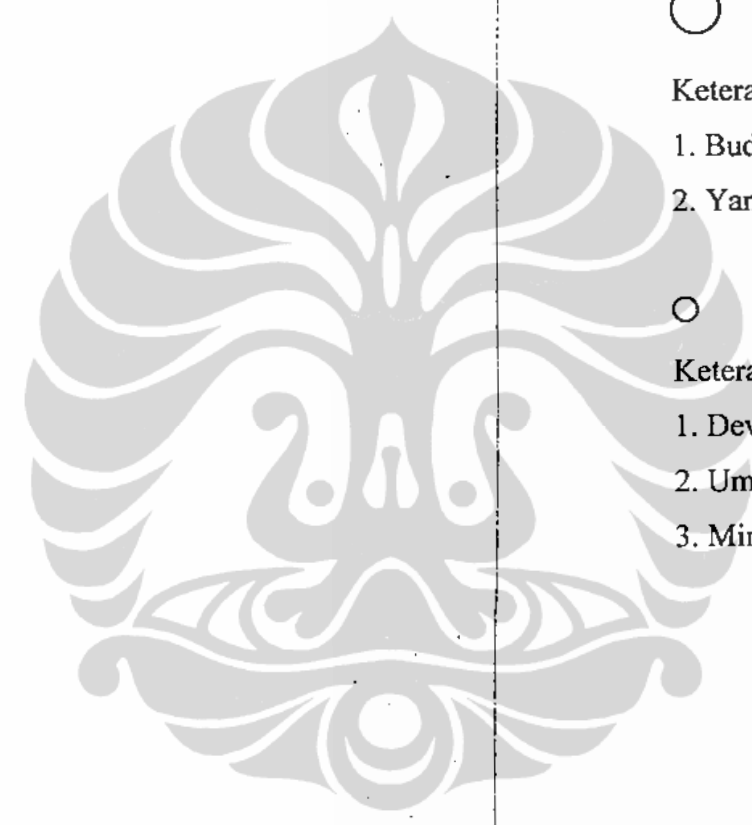 Ketera
1. Bud
2. Yar
Ketera
1. Dev
2. Um
3. Mir